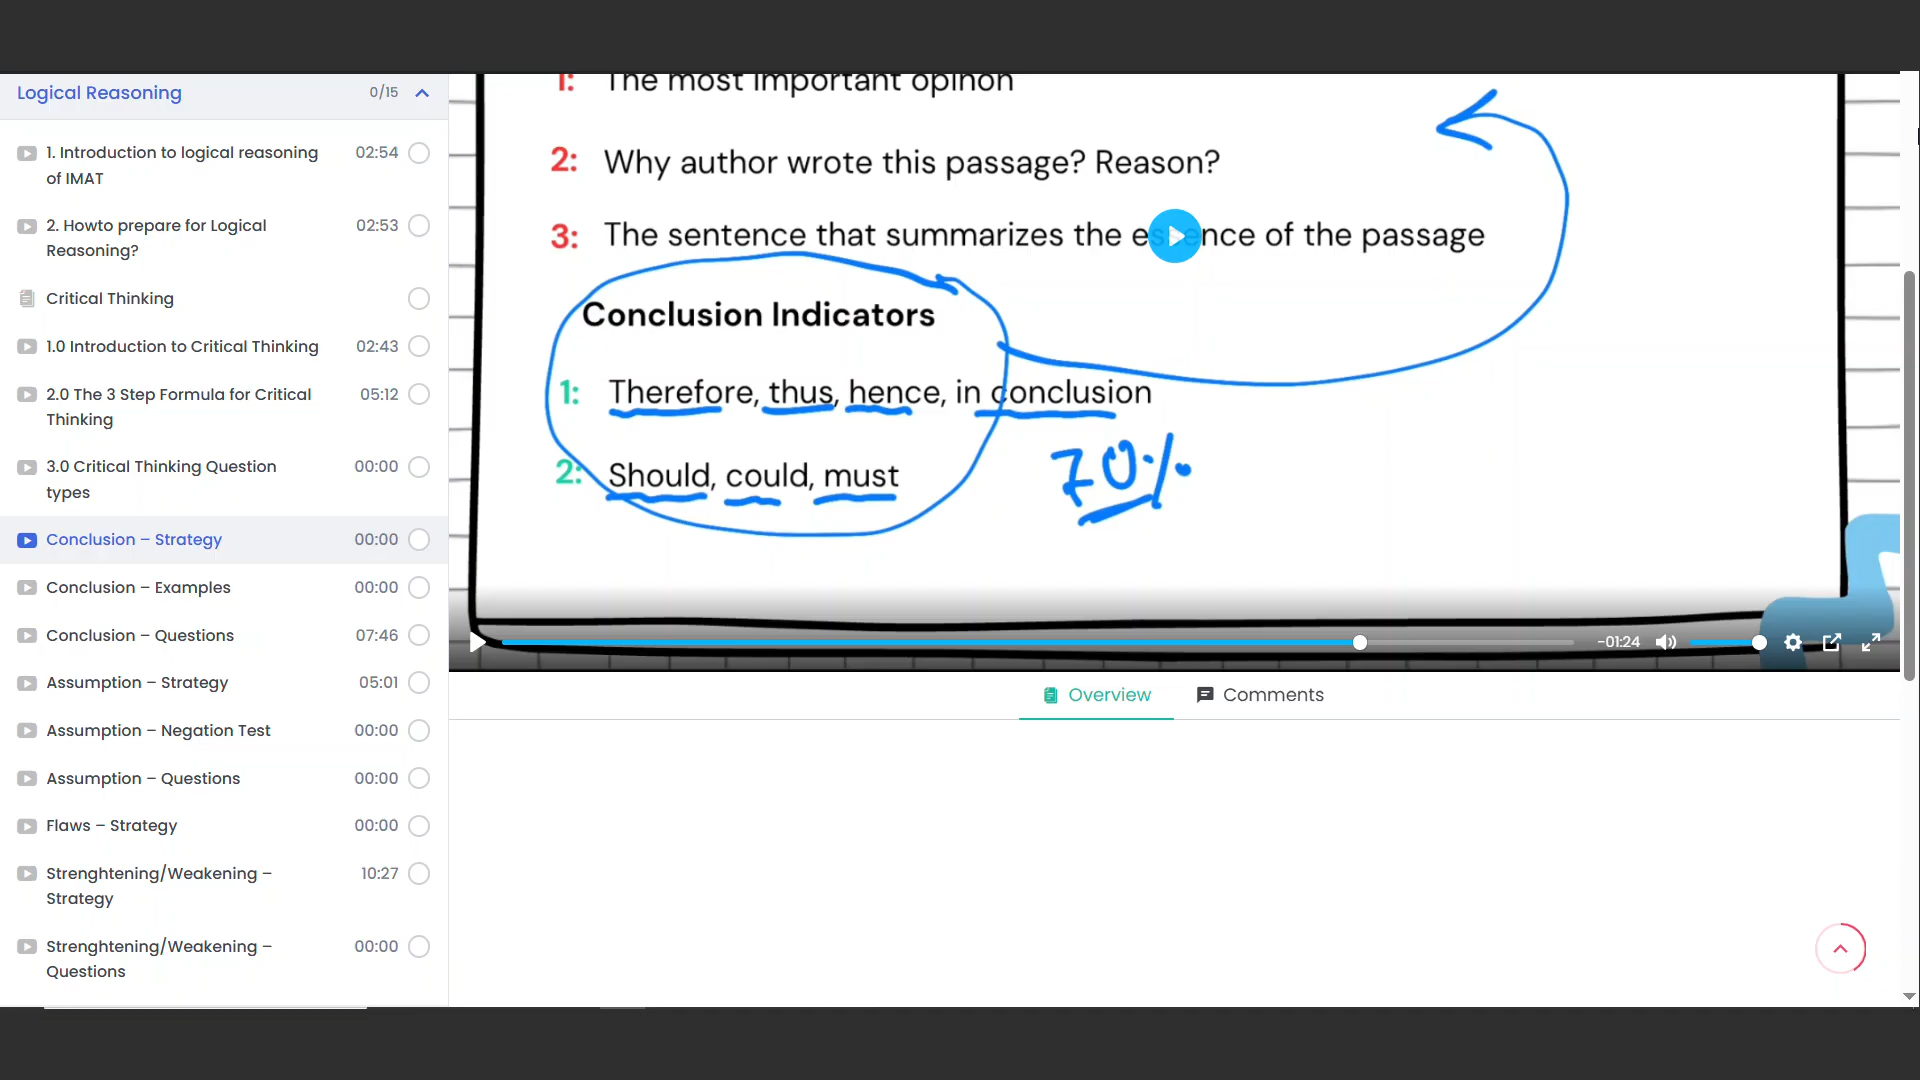 Logical Reasoning 0/15
1. Introduction to logical reasoning 02:54
of IMAT
2. Howto prepare for Logical 02:53
Reasoning?
Critical Thinking
1.0 Introduction to Critical Thinking 02:43
2.0 The 3 Step Formula for Critical 05:12
Thinking
3.0 Critical Thinking Question 00:00
types
Conclusion – Strategy 00:00
Conclusion – Examples 00:00
Conclusion – Questions 07:46
Assumption – Strategy 05:01
Assumption – Negation Test 00:00
Assumption – Questions 00:00
Flaws – Strategy 00:00
Strenghtening/Weakening – 10:27
Strategy
Strenghtening/Weakening – 00:00
Questions
1: The most important opinon
2: Why author wrote this passage? Reason?
3: The sentence that summarizes the essence of the passage
Conclusion Indicators
1: Therefore, thus, hence, in conclusion
2: Should, could, must
70%
-01:24
Overview Comments